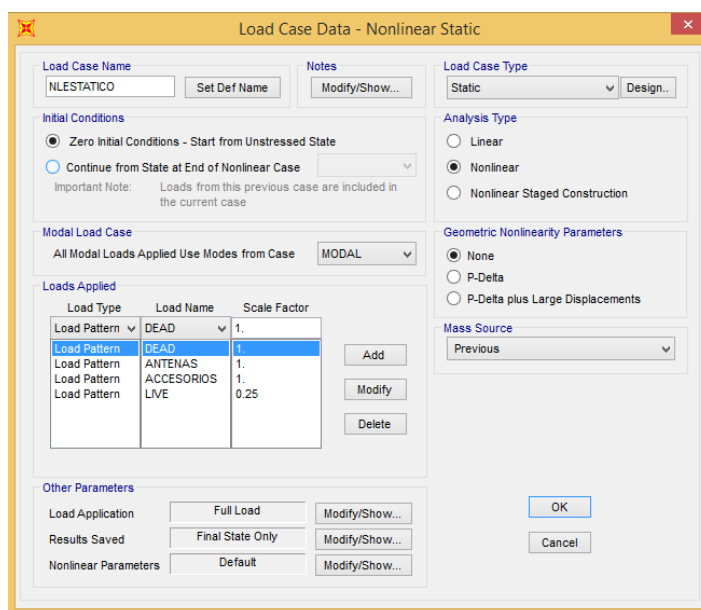 Load Case Data - Nonlinear Static
Load Case Name
NLESTATICO
Set Def Name
Notes
Modify/Show...
Load Case Type
Static
Design..
Initial Conditions
Zero Initial Conditions - Start from Unstressed State
Continue from State at End of Nonlinear Case
Important Note: Loads from this previous case are included in
the current case
Analysis Type
Linear
Nonlinear
Nonlinear Staged Construction
Modal Load Case
All Modal Loads Applied Use Modes from Case MODAL
Geometric Nonlinearity Parameters
None
P-Delta
P-Delta plus Large Displacements
Loads Applied
Load Type Load Name Scale Factor
Load Pattern DEAD 1.
Load Pattern DEAD 1.
Load Pattern ANTENAS 1.
Load Pattern ACCESORIOS 1.
Load Pattern LIVE 0.25
Add
Modify
Delete
Mass Source
Previous
Other Parameters
Load Application Full Load Modify/Show...
Results Saved Final State Only Modify/Show...
Nonlinear Parameters Default Modify/Show...
OK
Cancel